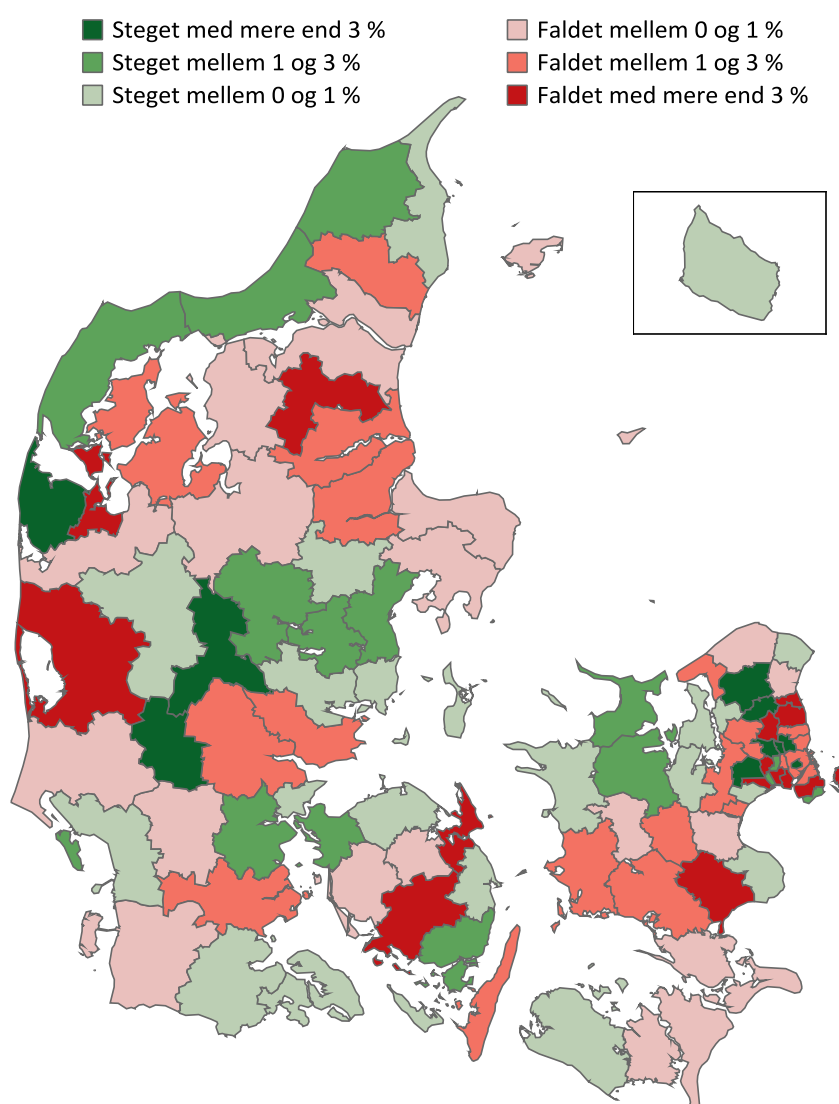 Steget med mere end 3 %
Steget mellem 1 og 3 %
Steget mellem 0 og 1 %
Faldet mellem 0 og 1 %
Faldet mellem 1 og 3 %
Faldet med mere end 3 %